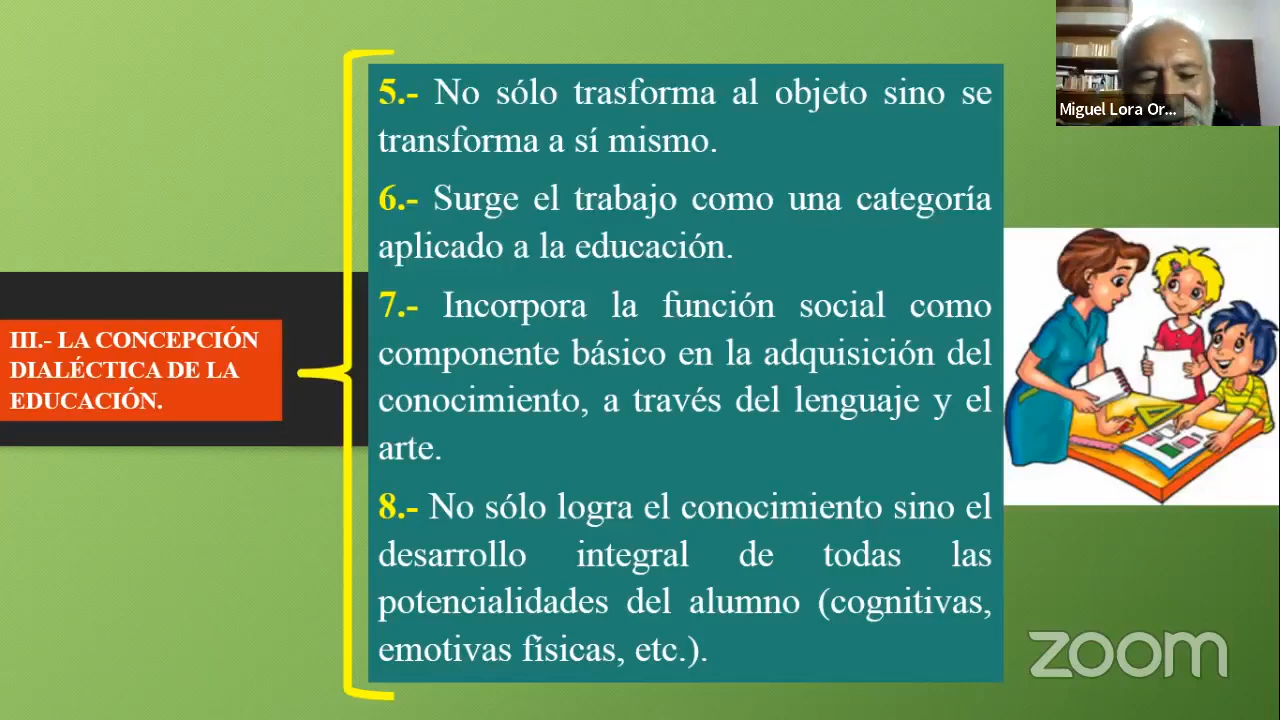 Miguel Lora Or...
III.- LA CONCEPCIÓN
DIALÉCTICA DE LA
EDUCACIÓN.
5.- No sólo trasforma al objeto sino se
transforma a sí mismo.
6.- Surge el trabajo como una categoría
aplicado a la educación.
7.- Incorpora la función social como
componente básico en la adquisición del
conocimiento, a través del lenguaje y el
arte.
8.- No sólo logra el conocimiento sino el
desarrollo integral de todas las
potencialidades del alumno (cognitivas,
emotivas físicas, etc.).
zoom